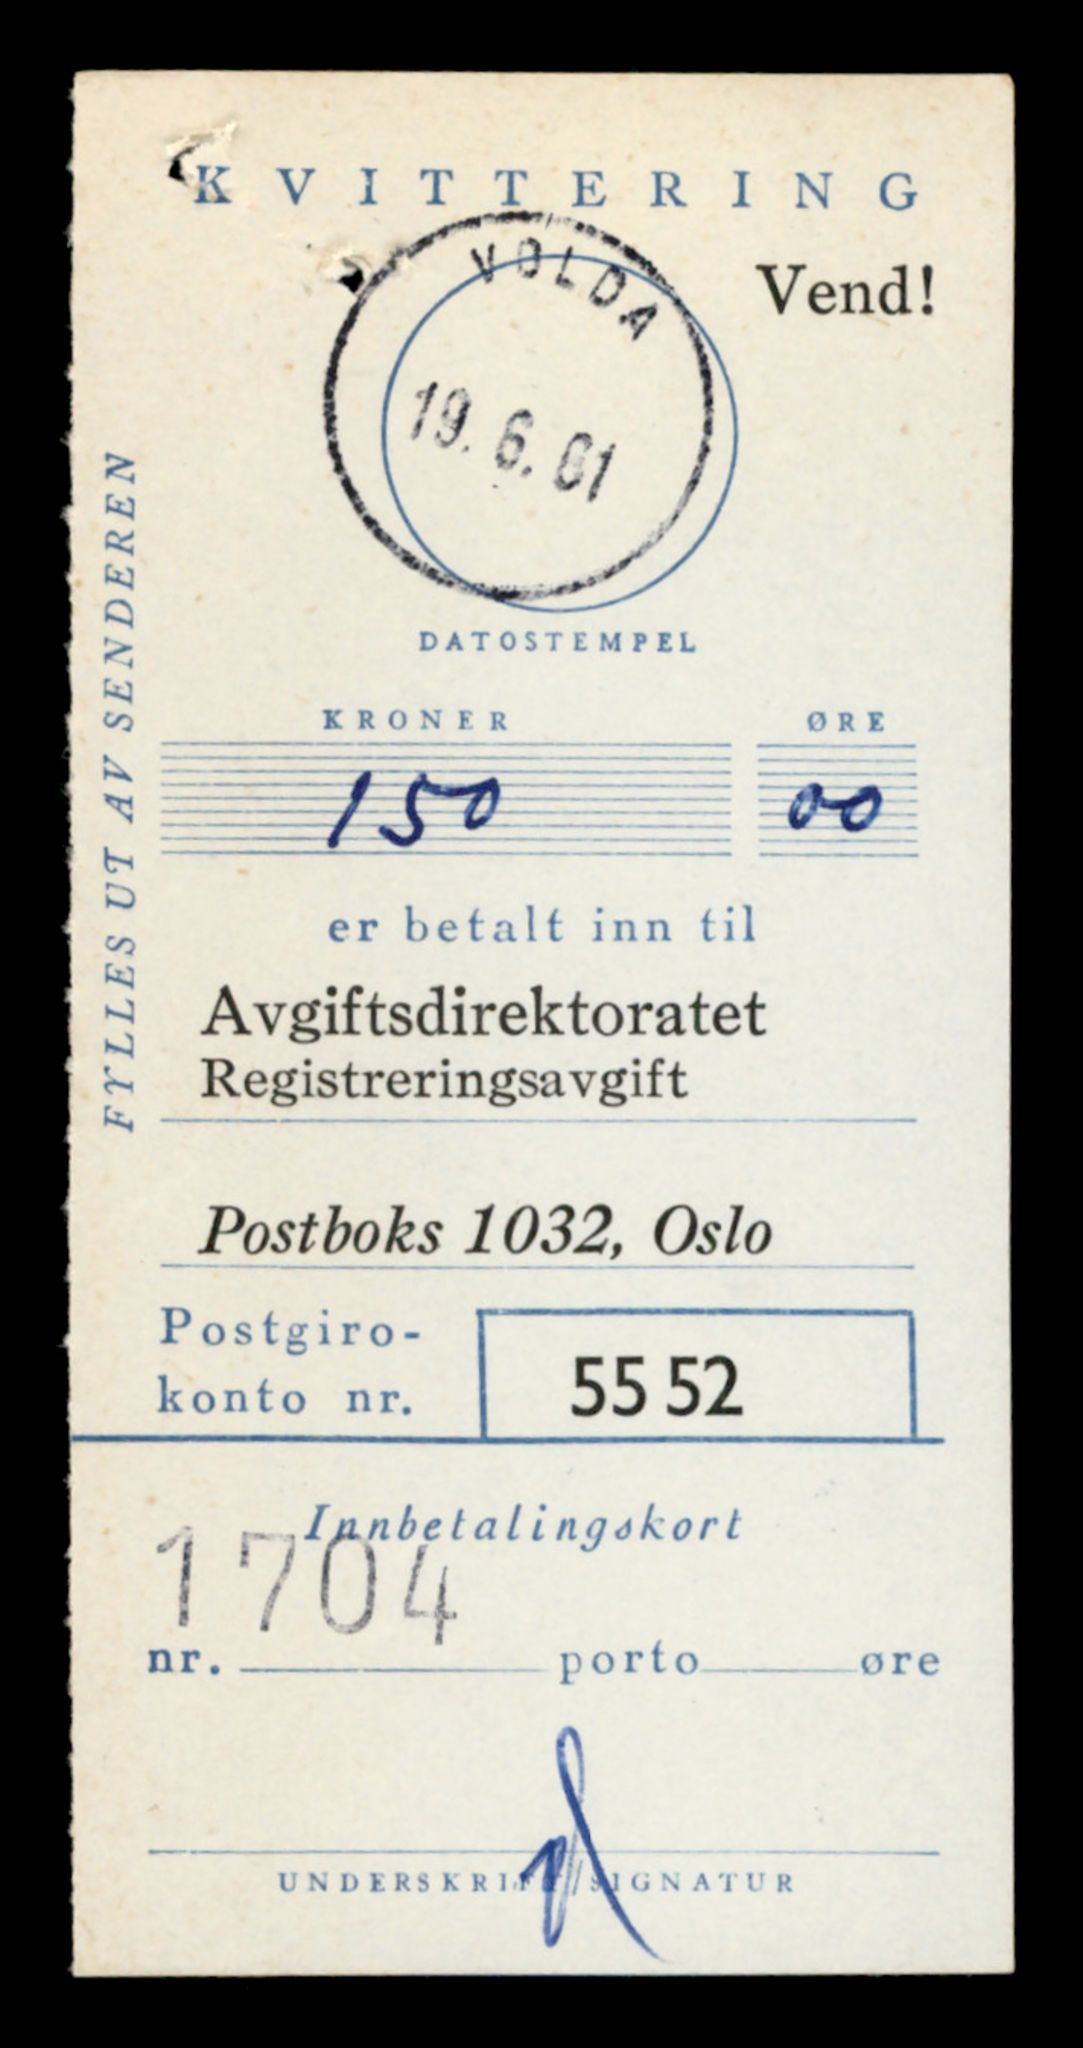 KVITTERING
Vend!
VOLDA
19.6.61
DATOSTEMPEL
FYLLES UT AV SENDEREN
KRONER ØRE
150 00
er betalt inn til
Avgiftsdirektoratet
Registreringsavgift
Postboks 1032, Oslo
Postgiro-
konto nr. 55 52
Innbetalingskort
1704
nr. porto øre
UNDERSKRIFT/SIGNATUR